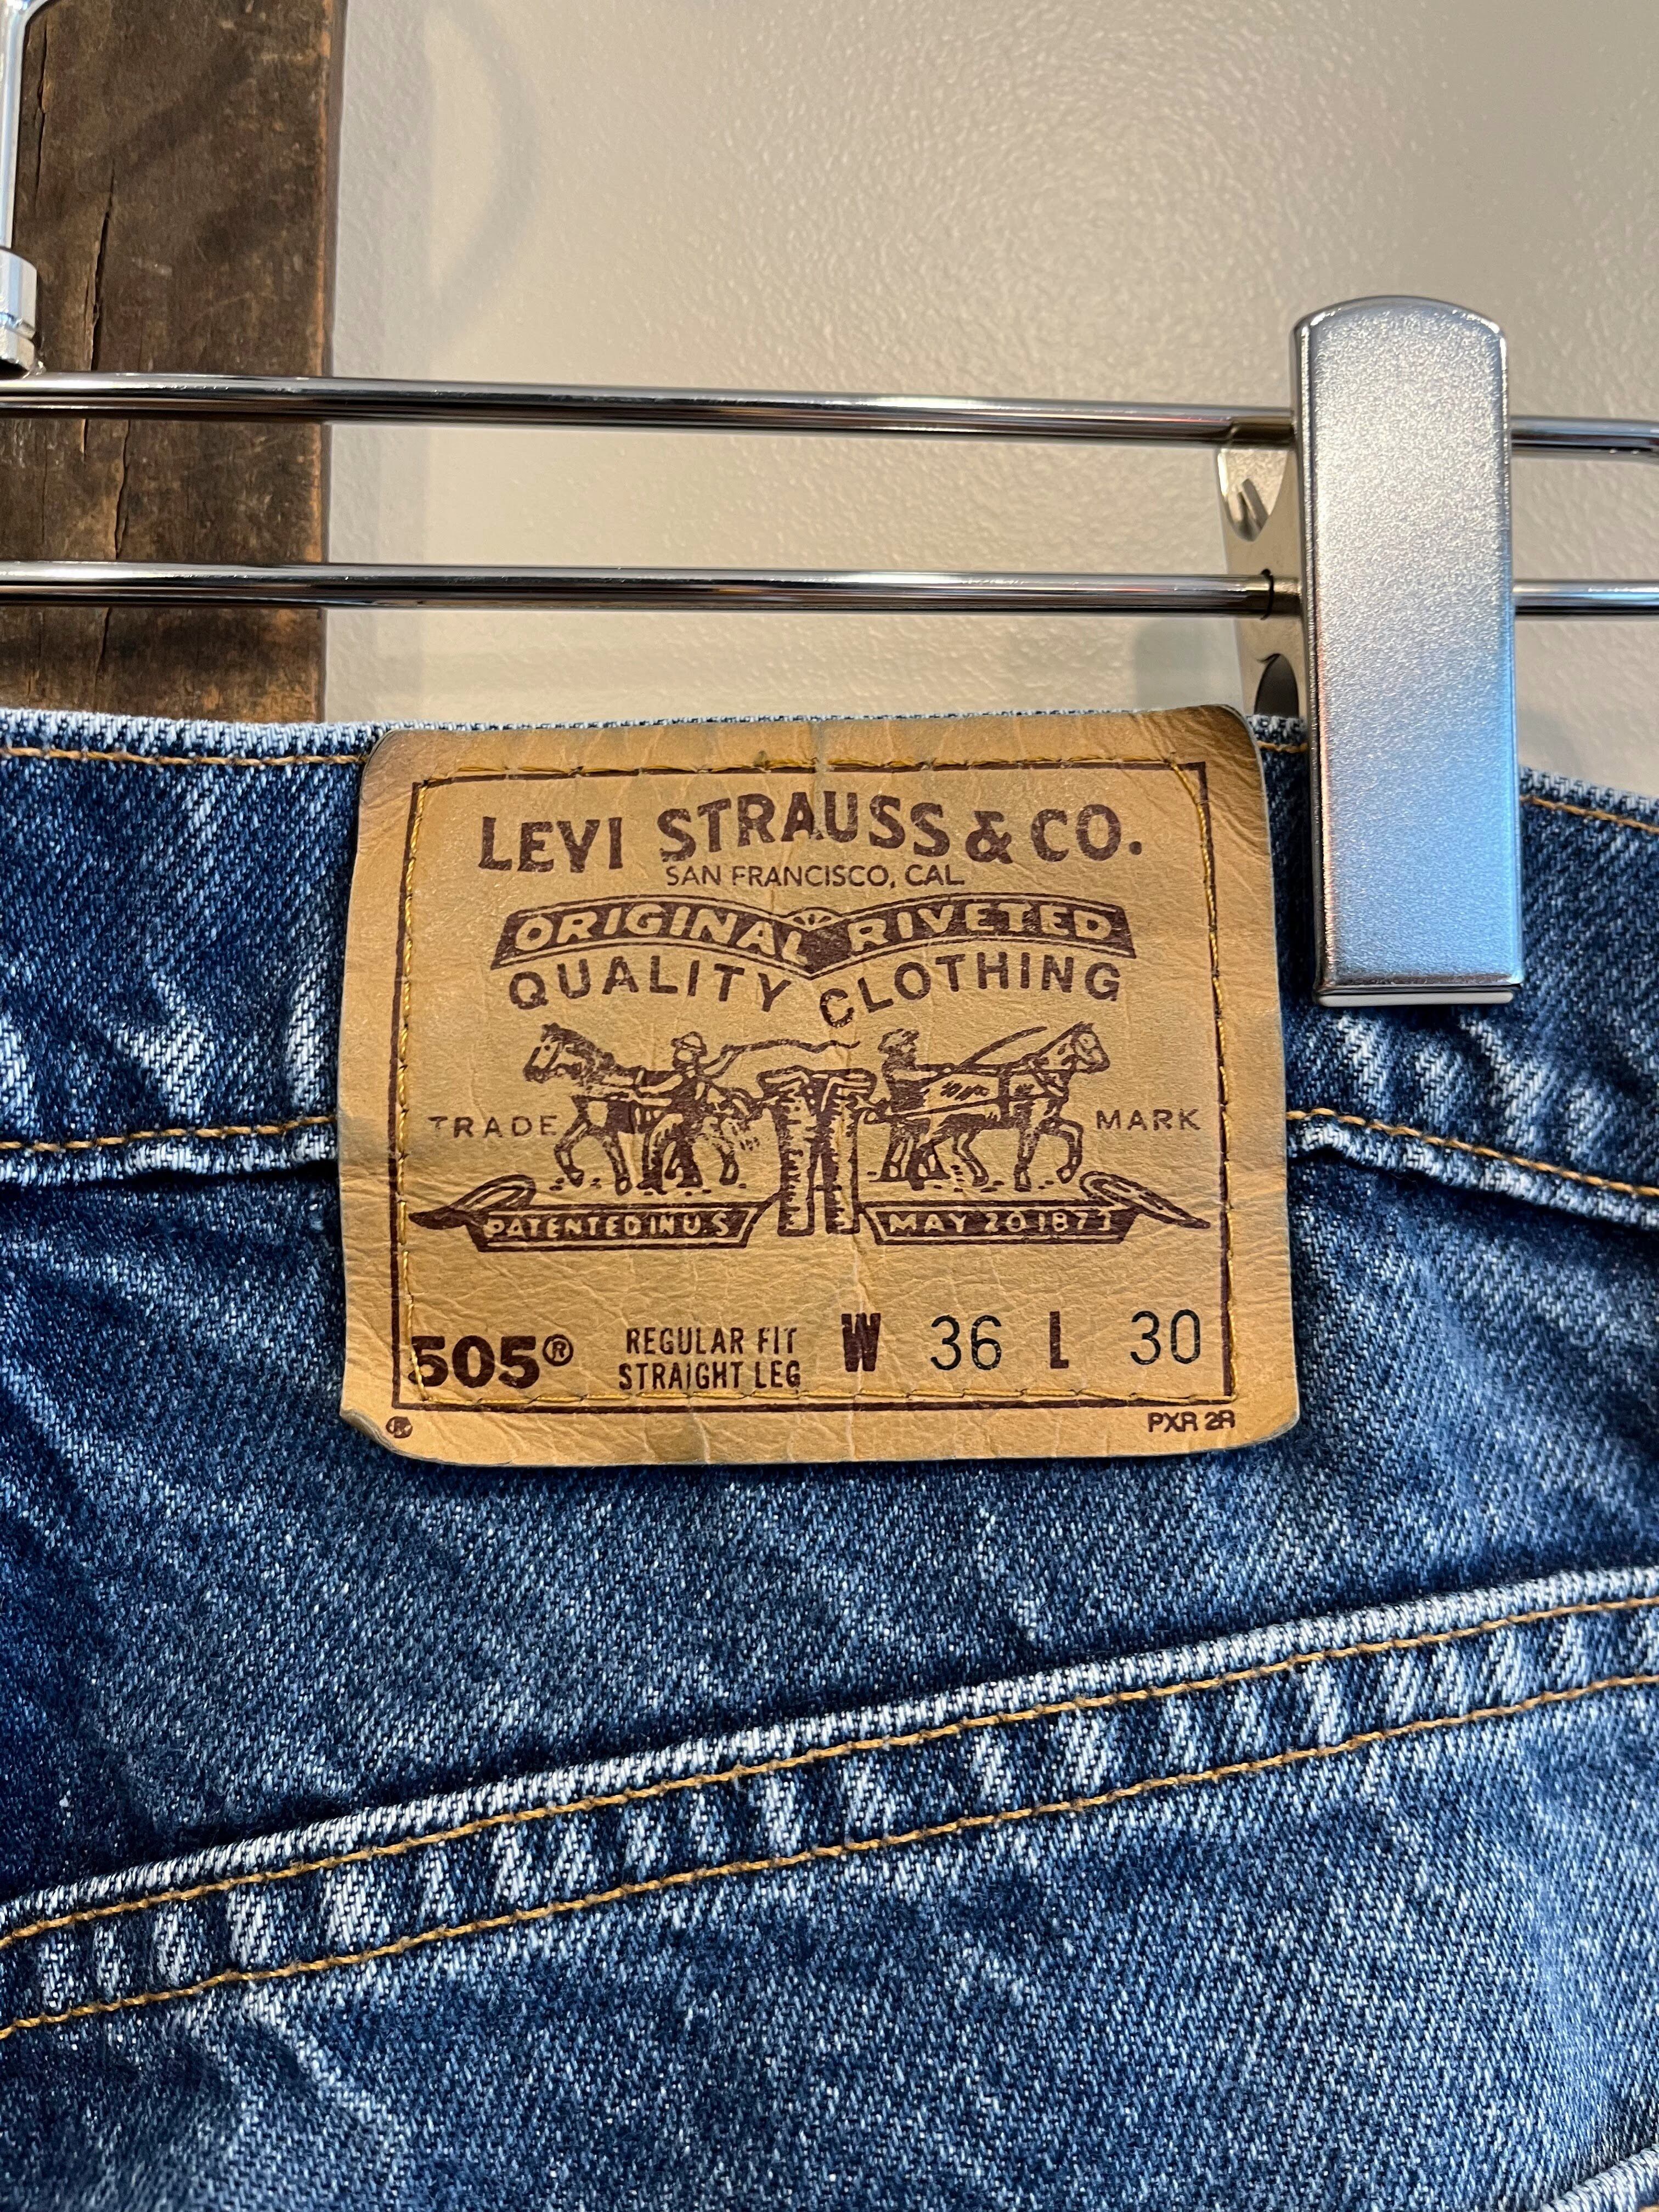 LEVI STRAUSS & CO.
SAN FRANCISCO, CAL.
ORIGINAL RIVETED
QUALITY CLOTHING
TRADE MARK
PATENTED IN U.S. MAY 20 1873
505® REGULAR FIT STRAIGHT LEG W 36 L 30
® PXR 2R